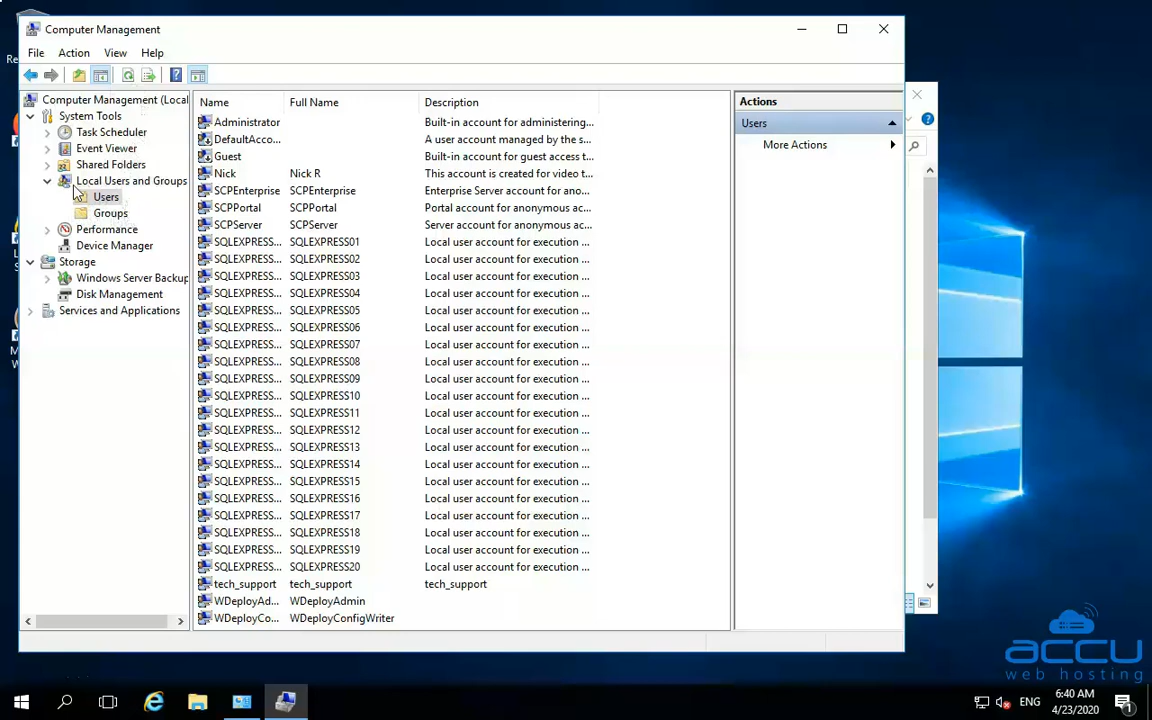 Computer Management
File Action View Help
Computer Management (Local
System Tools
Task Scheduler
Event Viewer
Shared Folders
Local Users and Groups
Users
Groups
Performance
Device Manager
Storage
Windows Server Backup
Disk Management
Services and Applications
Name Full Name Description
Administrator Built-in account for administering...
DefaultAcco... A user account managed by the s...
Guest Built-in account for guest access t...
Nick Nick R This account is created for video t...
SCPEnterprise SCPEnterprise Enterprise Server account for ano...
SCPPortal SCPPortal Portal account for anonymous ac...
SCPServer SCPServer Server account for anonymous ac...
SQLEXPRESS... SQLEXPRESS01 Local user account for execution ...
SQLEXPRESS... SQLEXPRESS02 Local user account for execution ...
SQLEXPRESS... SQLEXPRESS03 Local user account for execution ...
SQLEXPRESS... SQLEXPRESS04 Local user account for execution ...
SQLEXPRESS... SQLEXPRESS05 Local user account for execution ...
SQLEXPRESS... SQLEXPRESS06 Local user account for execution ...
SQLEXPRESS... SQLEXPRESS07 Local user account for execution ...
SQLEXPRESS... SQLEXPRESS08 Local user account for execution ...
SQLEXPRESS... SQLEXPRESS09 Local user account for execution ...
SQLEXPRESS... SQLEXPRESS10 Local user account for execution ...
SQLEXPRESS... SQLEXPRESS11 Local user account for execution ...
SQLEXPRESS... SQLEXPRESS12 Local user account for execution ...
SQLEXPRESS... SQLEXPRESS13 Local user account for execution ...
SQLEXPRESS... SQLEXPRESS14 Local user account for execution ...
SQLEXPRESS... SQLEXPRESS15 Local user account for execution ...
SQLEXPRESS... SQLEXPRESS16 Local user account for execution ...
SQLEXPRESS... SQLEXPRESS17 Local user account for execution ...
SQLEXPRESS... SQLEXPRESS18 Local user account for execution ...
SQLEXPRESS... SQLEXPRESS19 Local user account for execution ...
SQLEXPRESS... SQLEXPRESS20 Local user account for execution ...
tech_support tech_support tech_support
WDeployAd... WDeployAdmin
WDeployCo... WDeployConfigWriter
Actions
Users
More Actions
accu
web hosting
ENG
6:40 AM
4/23/2020
1